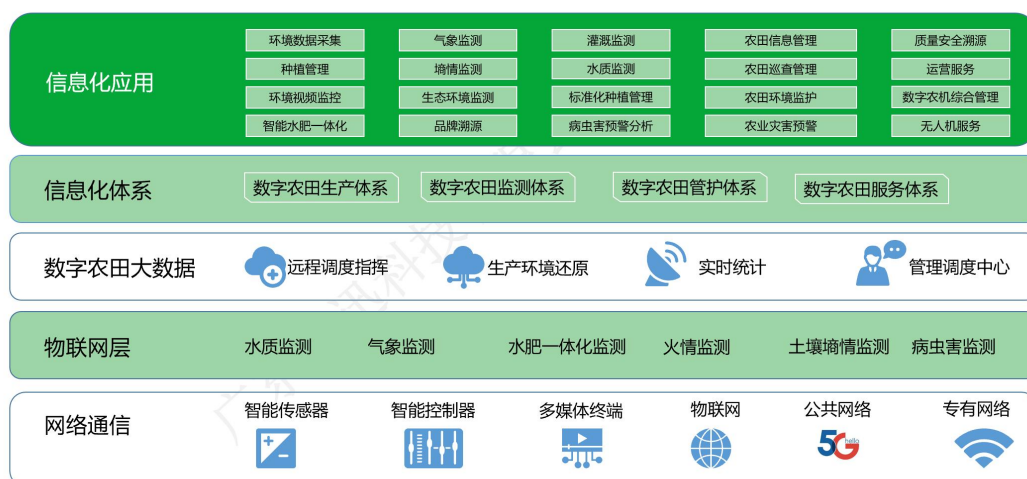 信息化应用
环境数据采集 气象监测 灌溉监测 农田信息管理 质量安全溯源
种植管理 墒情监测 水质监测 农田巡查管理 运营服务
环境视频监控 生态环境监测 标准化种植管理 农田环境监护 数字农机综合管理
智能水肥一体化 品牌溯源 病虫害预警分析 农业灾害预警 无人机服务
信息化体系 数字农田生产体系 数字农田监测体系 数字农田管护体系 数字农田服务体系
数字农田大数据 远程调度指挥 生产环境还原 实时统计 管理调度中心
物联网层 水质监测 气象监测 水肥一体化监测 火情监测 土壤墒情监测 病虫害监测
网络通信 智能传感器 智能控制器 多媒体终端 物联网 公共网络 专有网络
5G hello